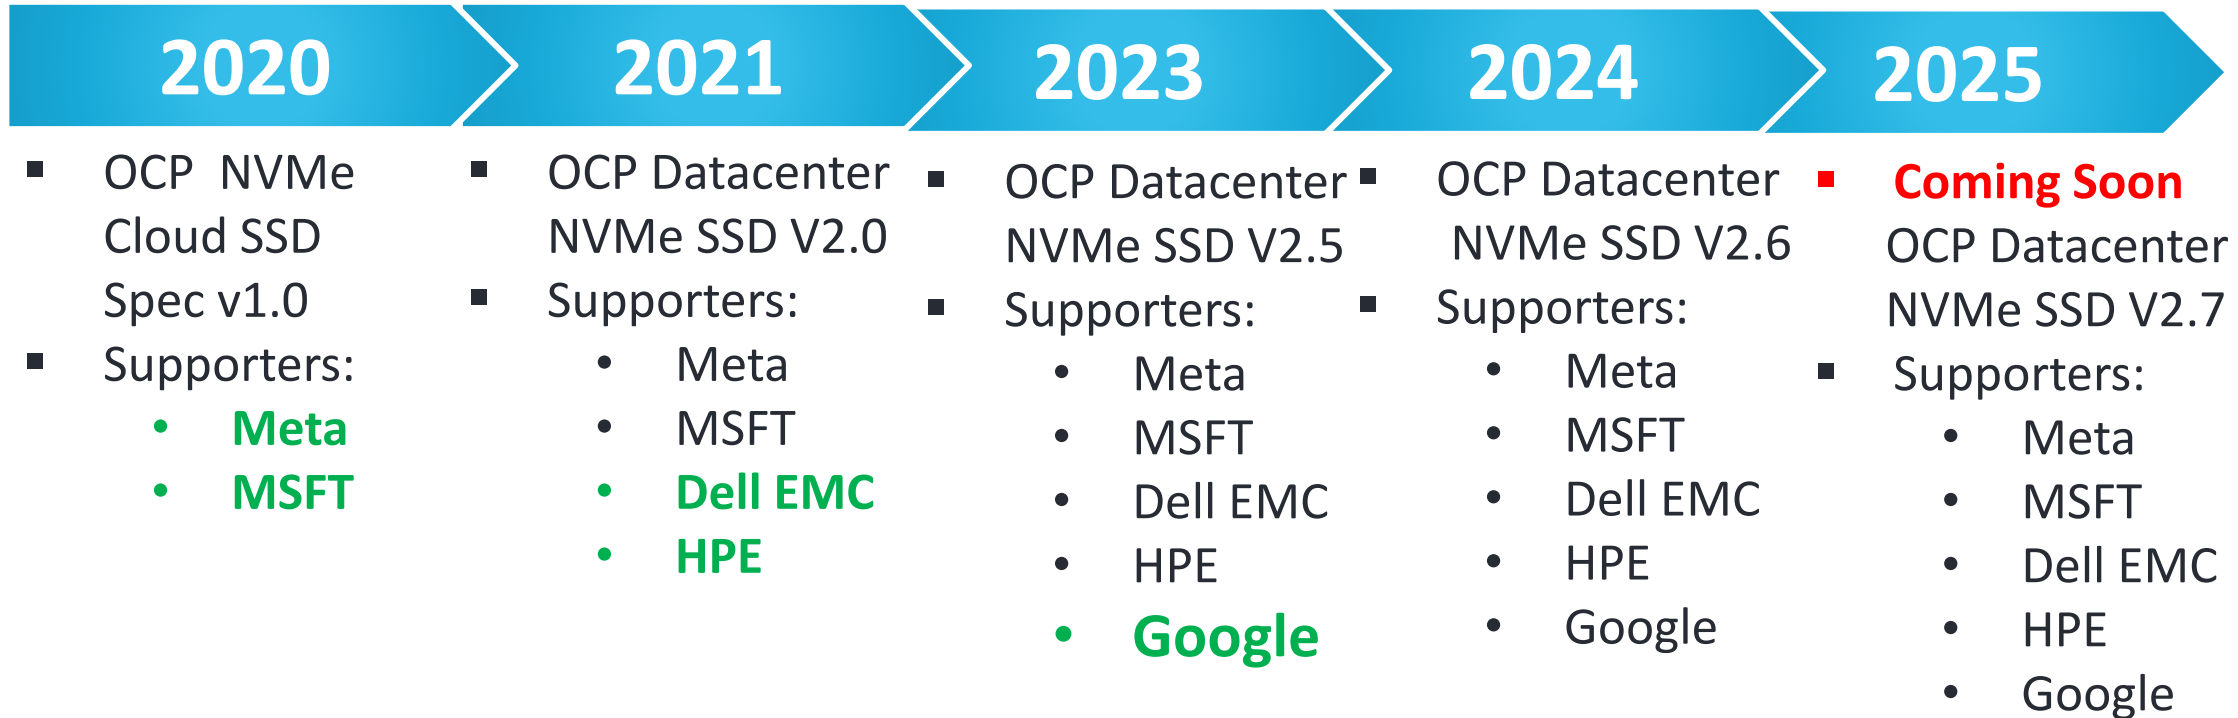 2020
2021
2023
2024
2025
▪ OCP  NVMe
Cloud SSD
Spec v1.0
▪ Supporters:
• Meta
• MSFT
▪ OCP Datacenter
NVMe SSD V2.0
▪ Supporters:
• Meta
• MSFT
• Dell EMC
• HPE
▪ OCP Datacenter
NVMe SSD V2.5
▪ Supporters:
• Meta
• MSFT
• Dell EMC
• HPE
• Google
▪ OCP Datacenter
NVMe SSD V2.6
▪ Supporters:
• Meta
• MSFT
• Dell EMC
• HPE
• Google
▪ Coming Soon
OCP Datacenter
NVMe SSD V2.7
▪ Supporters:
• Meta
• MSFT
• Dell EMC
• HPE
• Google